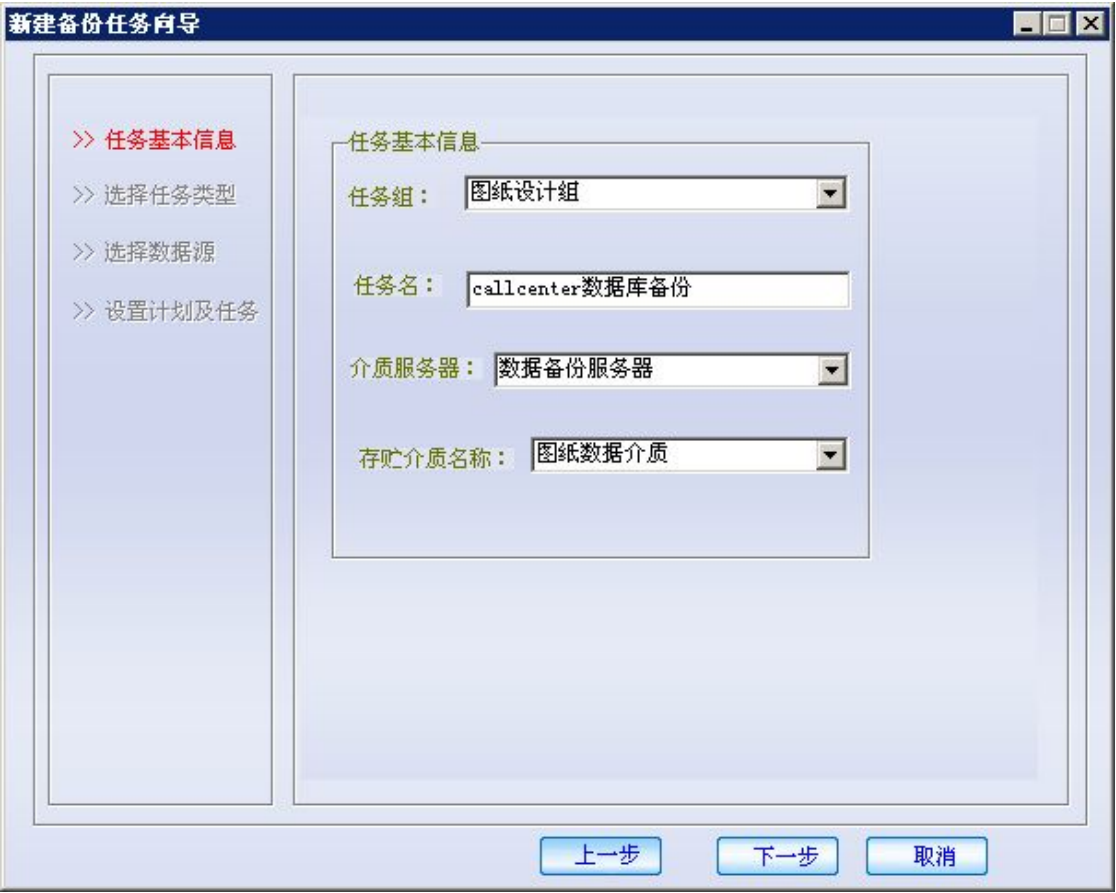 新建备份任务向导
>> 任务基本信息
>> 选择任务类型
>> 选择数据源
>> 设置计划及任务
任务基本信息
任务组： 图纸设计组
任务名： callcenter数据库备份
介质服务器： 数据备份服务器
存贮介质名称： 图纸数据介质
上一步 下一步 取消